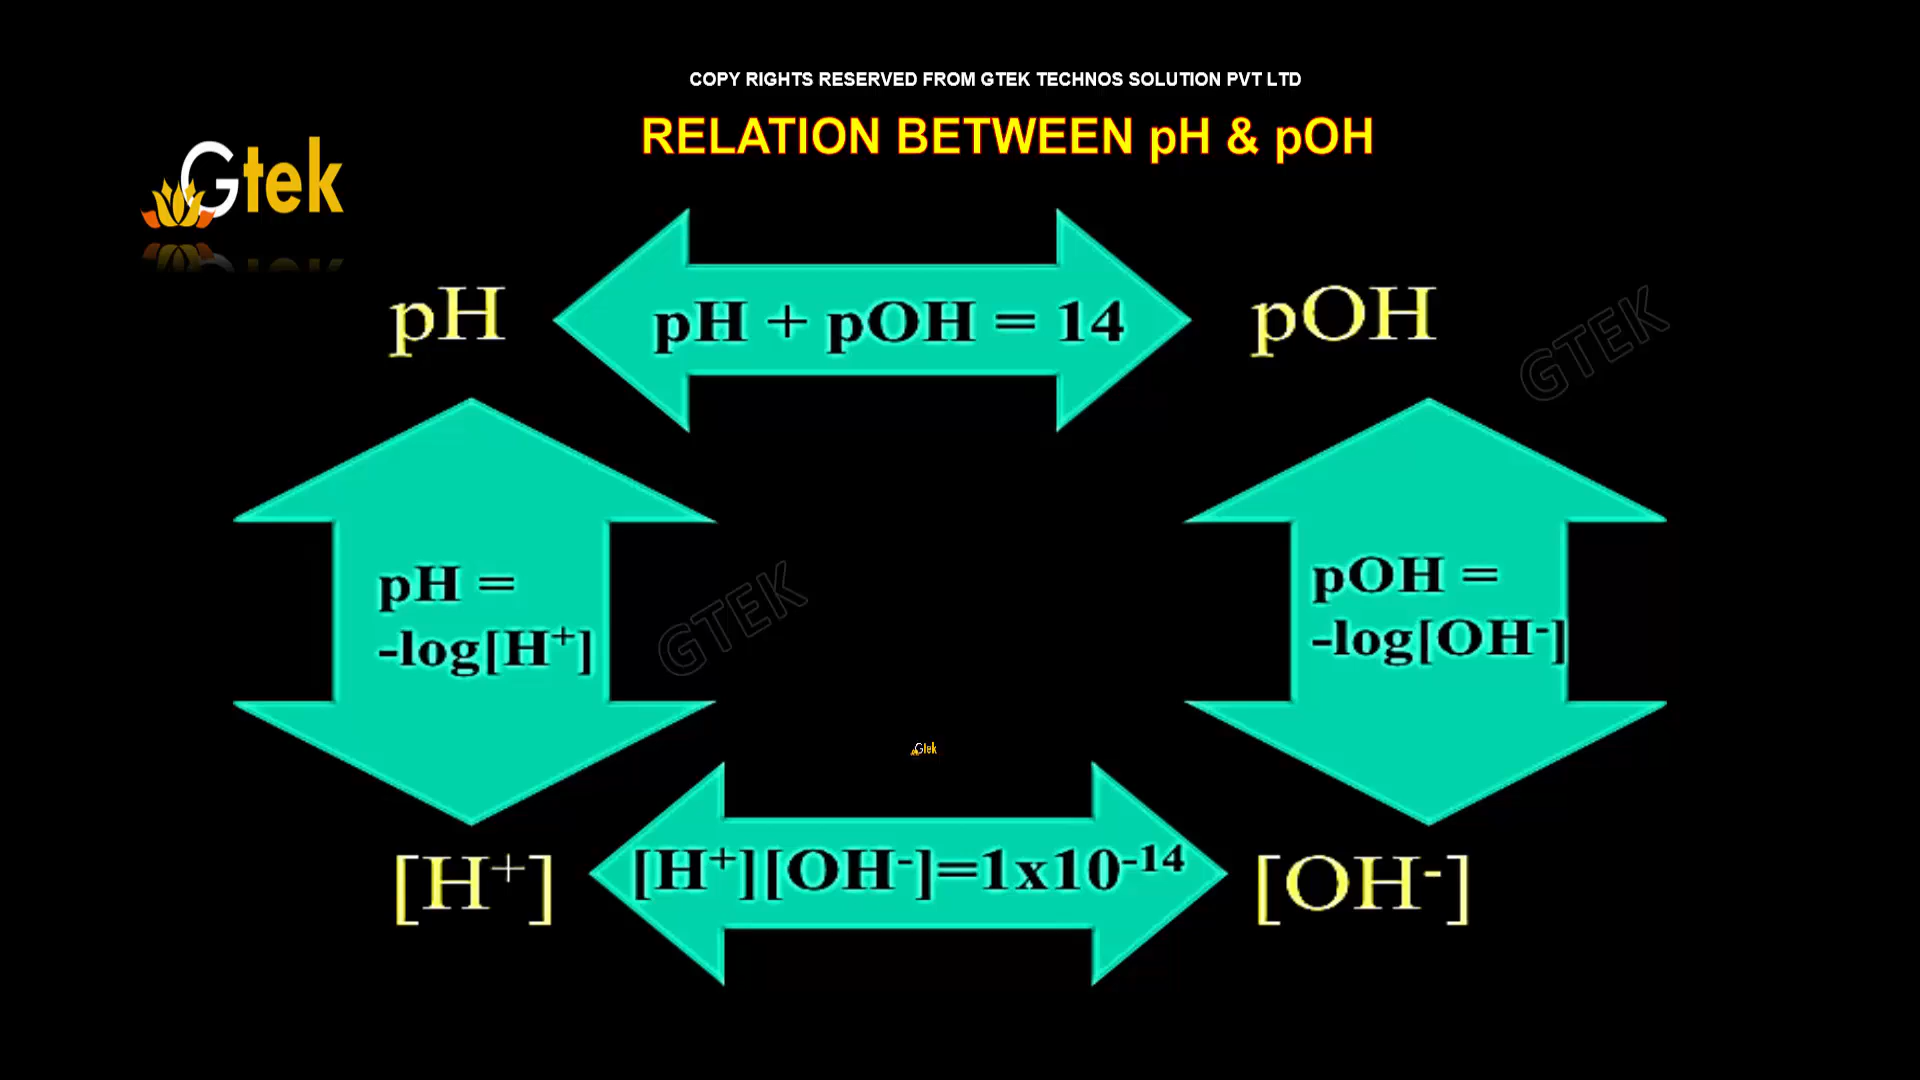 COPY RIGHTS RESERVED FROM GTEK TECHNOS SOLUTION PVT LTD
RELATION BETWEEN pH & pOH
Gtek
pH
pH + pOH = 14
pOH
GTEK
pH =
-log[H⁺]
GTEK
pOH =
-log[OH⁻]
Gtek
[H⁺]
[H⁺][OH⁻]=1x10⁻¹⁴
[OH⁻]